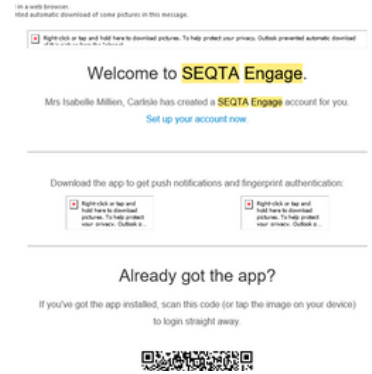 in a web browser.
nted automatic download of some pictures in this message.
Right-click or tap and hold here to download pictures. To help protect your privacy, Outlook prevented automatic download
of this picture from the Internet.
Welcome to SEQTA Engage.
Mrs Isabelle Millien, Carlisle has created a SEQTA Engage account for you.
Set up your account now.
Download the app to get push notifications and fingerprint authentication:
Right-click or tap and
hold here to download
pictures. To help protect
your privacy, Outlook p...
Right-click or tap and
hold here to download
pictures. To help protect
your privacy, Outlook p...
Already got the app?
If you've got the app installed, scan this code (or tap the image on your device)
to login straight away.